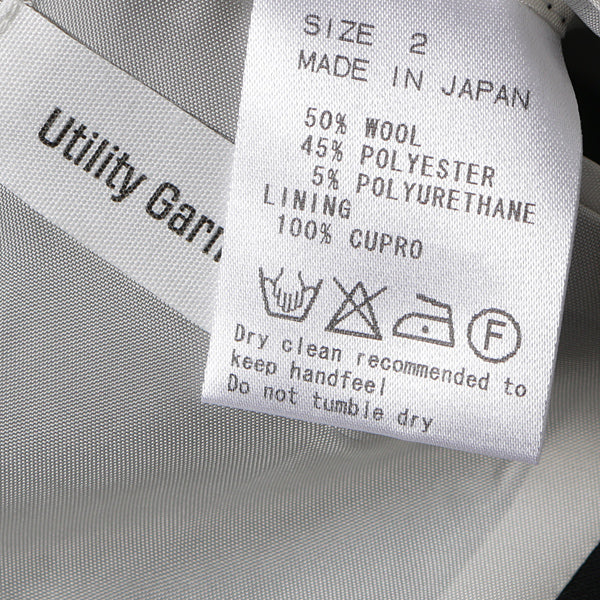 SIZE 2
MADE IN JAPAN
50% WOOL
45% POLYESTER
5% POLYURETHANE
LINING
100% CUPRO
F
Dry clean recommended to
keep handfeel
Do not tumble dry
Utility Garm